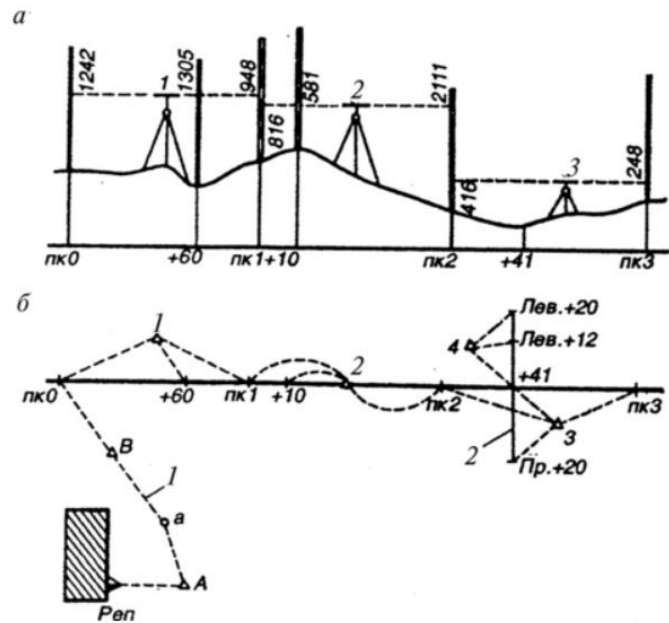 а
1242
1
1305
948
816
581
2
2111
416
3
248
пк0
+60
пк1+10
пк2
+41
пк3
б
1
Лев.+20
4
Лев.+12
2
+41
пк0
+60
пк1
+10
пк2
пк3
3
В
1
2
Пр.+20
а
А
Реп